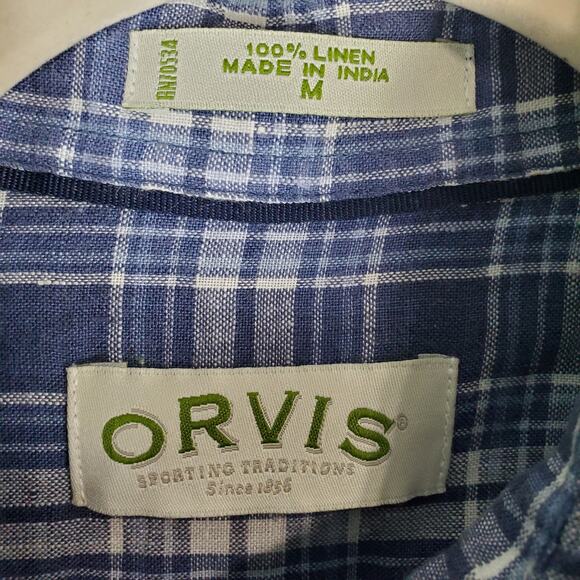 100% LINEN
MADE IN INDIA
M
RN70534
ORVIS®
SPORTING TRADITIONS
Since 1856